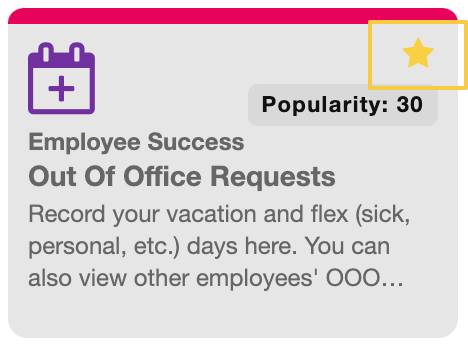 Popularity: 30
Employee Success
Out Of Office Requests
Record your vacation and flex (sick,
personal, etc.) days here. You can
also view other employees' OOO…